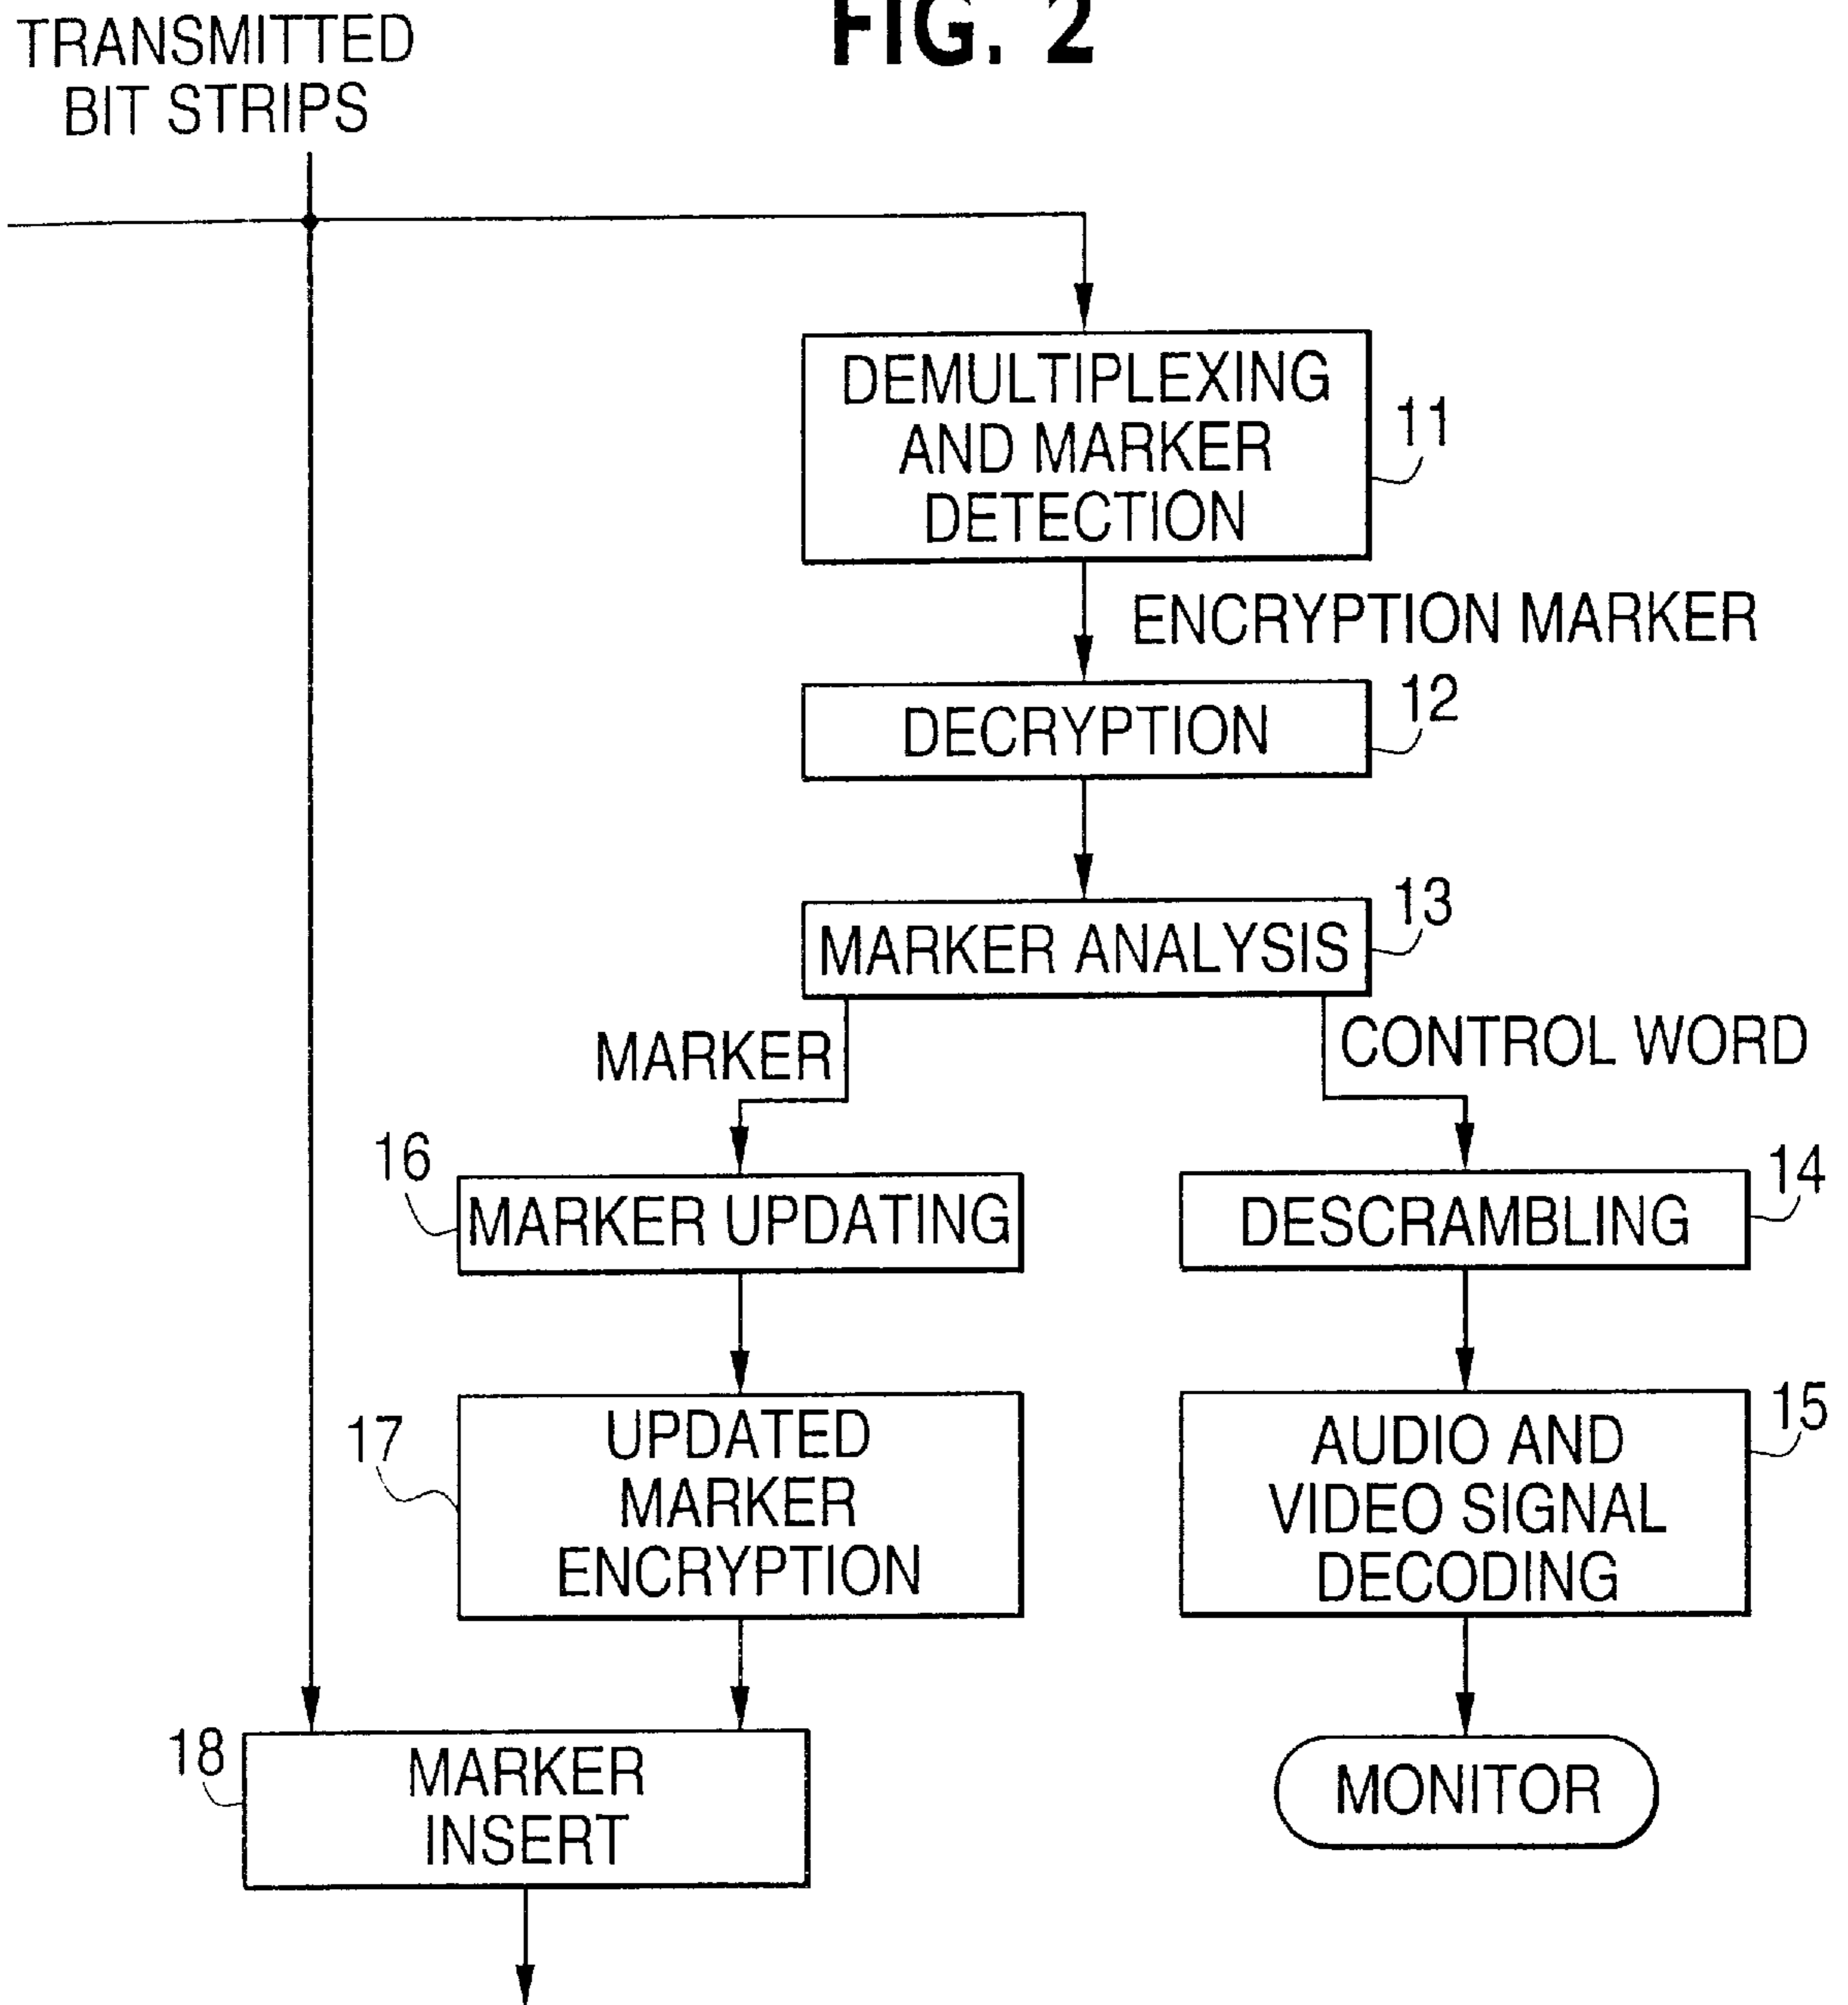 FIG. 2
TRANSMITTED
BIT STRIPS
DEMULTIPLEXING
AND MARKER
DETECTION
11
ENCRYPTION MARKER
DECRYPTION
12
MARKER ANALYSIS
13
MARKER
CONTROL WORD
16
MARKER UPDATING
DESCRAMBLING
14
17
UPDATED
MARKER
ENCRYPTION
AUDIO AND
VIDEO SIGNAL
DECODING
15
18
MARKER
INSERT
MONITOR